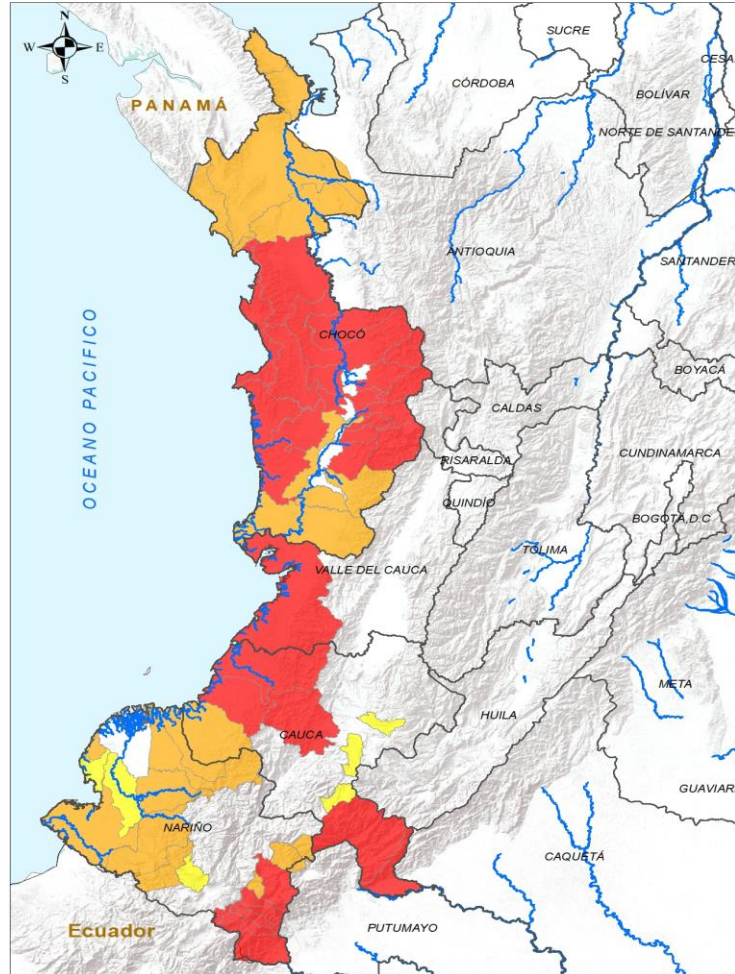 N
W E
S
SUCRE
CESA
CÓRDOBA
BOLÍVAR
PANAMÁ
NORTE DE SANTANDE
ANTIOQUIA
SANTANDER
OCEANO PACIFICO
CHOCÓ
BOYACÁ
CALDAS
CUNDINAMARCA
RISARALDA
QUINDÍO
BOGOTÁ,D.C
TOLIMA
VALLE DEL CAUCA
META
HUILA
CAUCA
GUAVIAR
NARIÑO
CAQUETÁ
Ecuador
PUTUMAYO